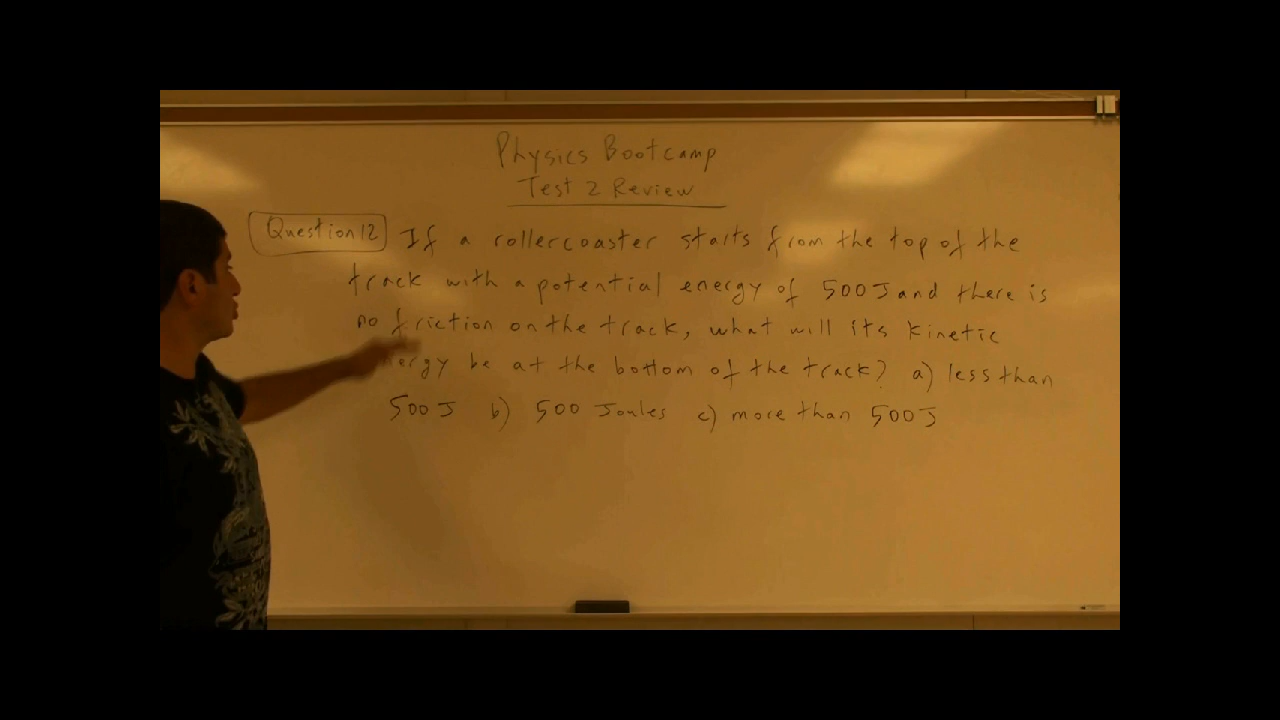 Physics Bootcamp
Test 2 Review
Question 12 If a rollercoaster starts from the top of the
track with a potential energy of 500J and there is
no friction on the track, what will its kinetic
energy be at the bottom of the track? a) less than
500J b) 500 Joules c) more than 500J